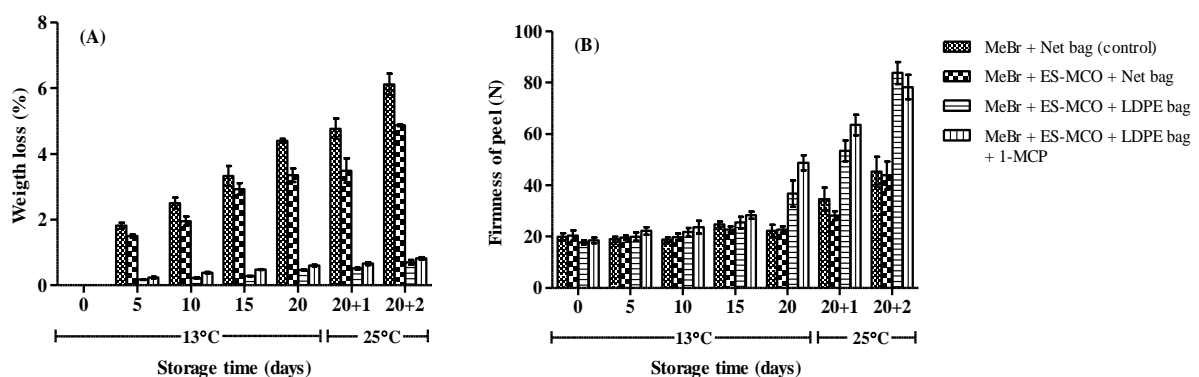 (A)
Weigth loss (%)
8
6
4
2
0
0 5 10 15 20 20+1 20+2
13°C 25°C
Storage time (days)
(B)
Firmness of peel (N)
100
80
60
40
20
0
0 5 10 15 20 20+1 20+2
13°C 25°C
Storage time (days)
MeBr + Net bag (control)
MeBr + ES-MCO + Net bag
MeBr + ES-MCO + LDPE bag
MeBr + ES-MCO + LDPE bag
+ 1-MCP